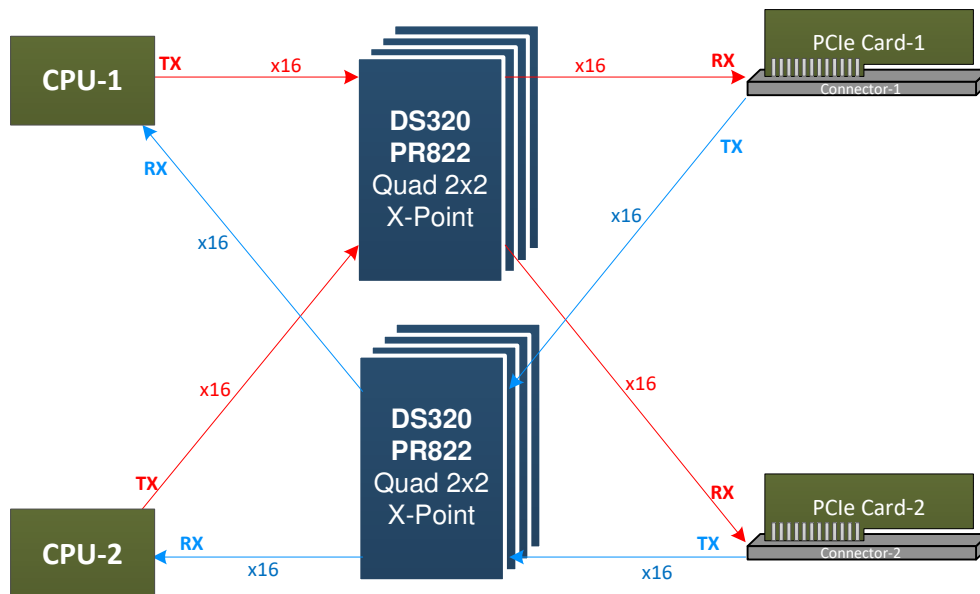 CPU-1
TX
x16
DS320
PR822
Quad 2x2
X-Point
x16
RX
PCIe Card-1
Connector-1
RX
TX
x16
x16
x16
x16
DS320
PR822
Quad 2x2
X-Point
TX
RX
CPU-2
RX
x16
TX
x16
PCIe Card-2
Connector-2